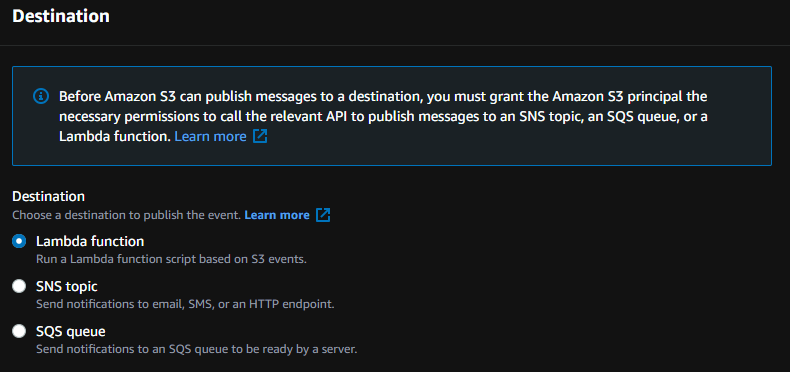 Destination
Before Amazon S3 can publish messages to a destination, you must grant the Amazon S3 principal the
necessary permissions to call the relevant API to publish messages to an SNS topic, an SQS queue, or a
Lambda function. Learn more
Destination
Choose a destination to publish the event. Learn more
Lambda function
Run a Lambda function script based on S3 events.
SNS topic
Send notifications to email, SMS, or an HTTP endpoint.
SQS queue
Send notifications to an SQS queue to be ready by a server.